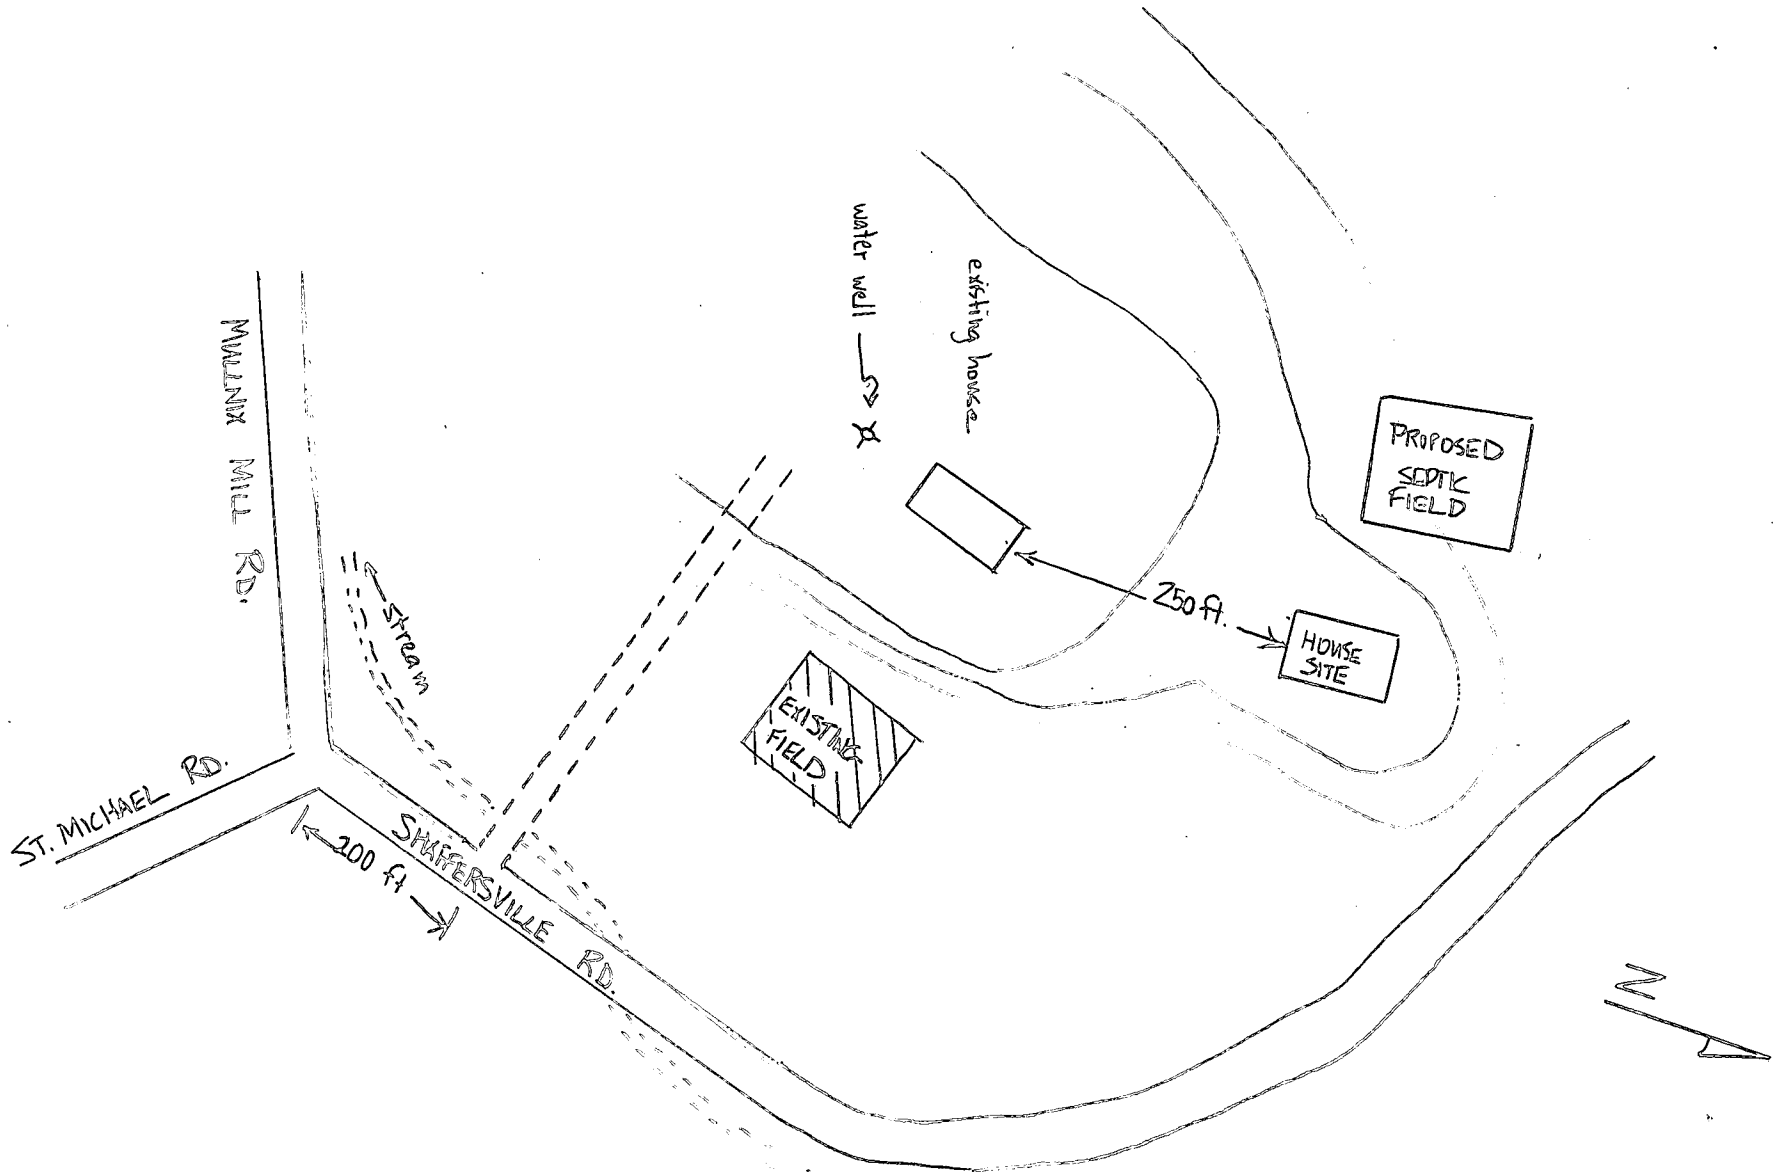 water well
existing house
MULLNIX MILL RD.
PROPOSED
SEPTIC
FIELD
stream
250 ft.
HOUSE
SITE
EXISTING
FIELD
ST. MICHAEL RD.
200 ft
SHAFFERSVILLE RD.
N